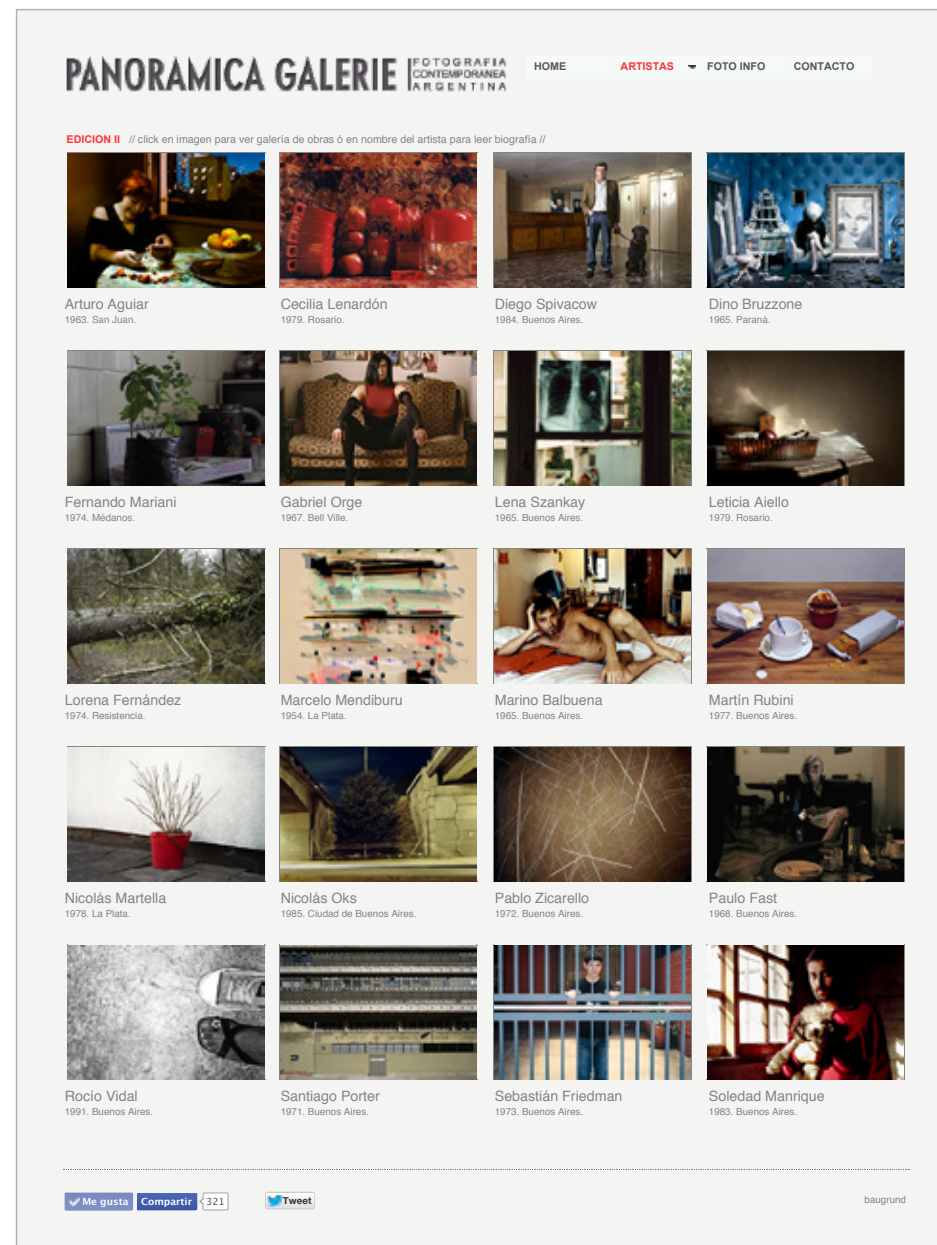 PANORAMICA GALERIE
FOTOGRAFIA
CONTEMPORANEA
ARGENTINA
HOME ARTISTAS FOTO INFO CONTACTO
EDICION II // click en imagen para ver galería de obras ó en nombre del artista para leer biografía //
Arturo Aguiar
1963. San Juan.
Cecilia Lenardón
1979. Rosario.
Diego Spivacow
1984. Buenos Aires.
Dino Bruzzone
1965. Paraná.
Fernando Mariani
1974. Médanos.
Gabriel Orge
1967. Bell Ville.
Lena Szankay
1965. Buenos Aires.
Leticia Aiello
1979. Rosario.
Lorena Fernández
1974. Resistencia.
Marcelo Mendiburu
1954. La Plata.
Marino Balbuena
1965. Buenos Aires.
Martín Rubini
1977. Buenos Aires.
Nicolás Martella
1978. La Plata.
Nicolás Oks
1985. Ciudad de Buenos Aires.
Pablo Zicarello
1972. Buenos Aires.
Paulo Fast
1968. Buenos Aires.
Rocío Vidal
1991. Buenos Aires.
Santiago Porter
1971. Buenos Aires.
Sebastián Friedman
1973. Buenos Aires.
Soledad Manrique
1983. Buenos Aires.
Me gusta Compartir 321 Tweet baugrund